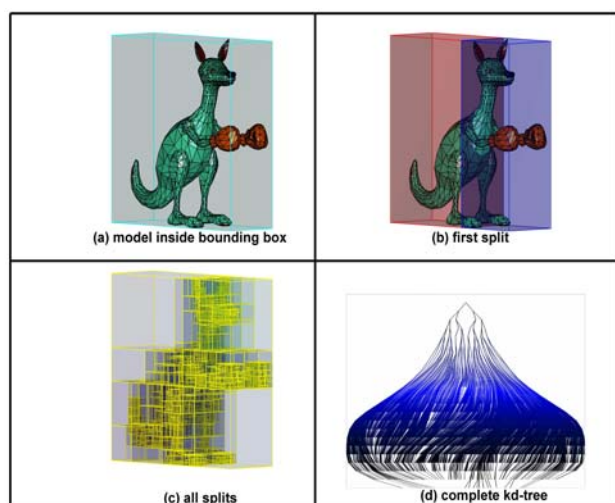 (a) model inside bounding box
(b) first split
(c) all splits
(d) complete kd-tree